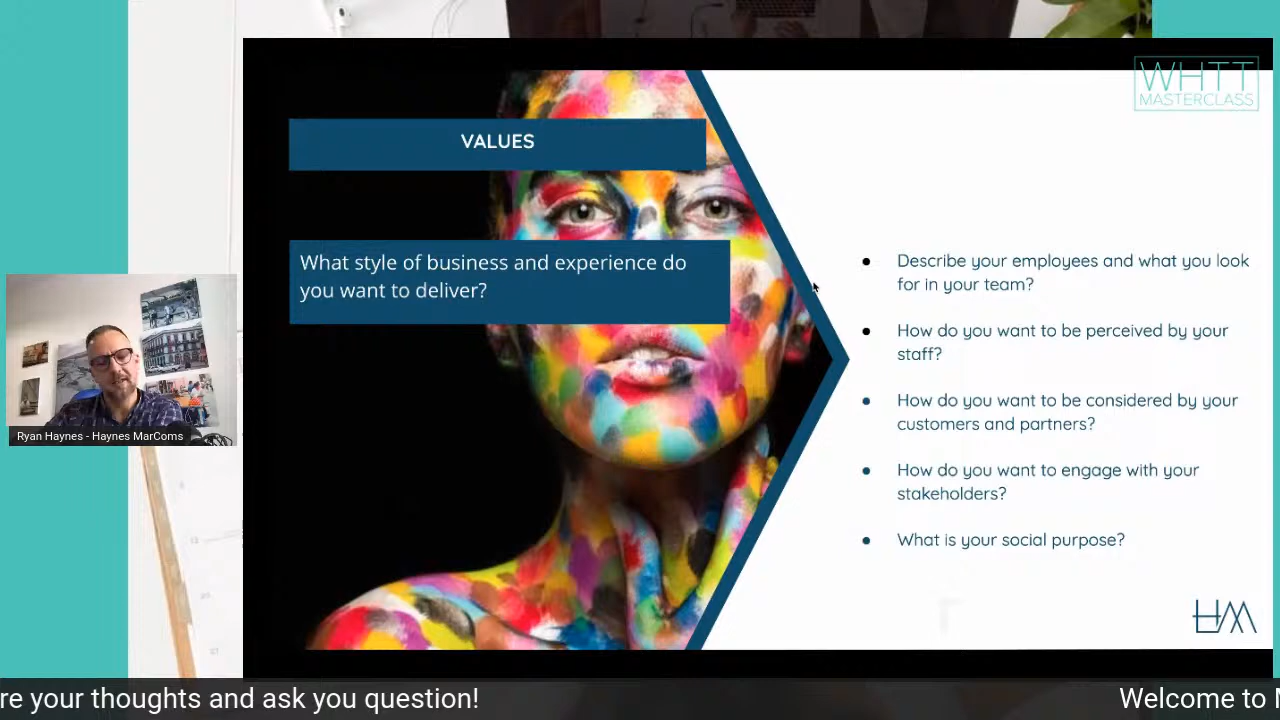 WHTT
MASTERCLASS
VALUES
What style of business and experience do
you want to deliver?
Describe your employees and what you look
for in your team?
How do you want to be perceived by your
staff?
How do you want to be considered by your
customers and partners?
How do you want to engage with your
stakeholders?
What is your social purpose?
Ryan Haynes - Haynes MarComs
HM
re your thoughts and ask you question!
Welcome to